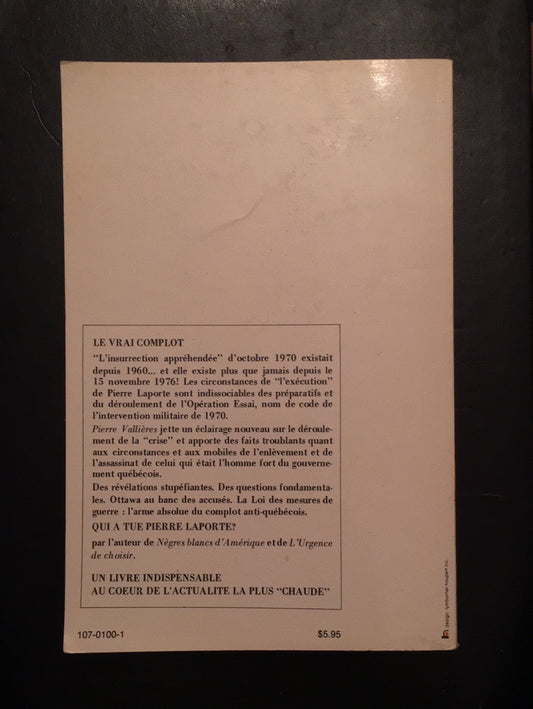 LE VRAI COMPLOT
"L'insurrection appréhendée" d'octobre 1970 existait
depuis 1960... et elle existe plus que jamais depuis le
15 novembre 1976! Les circonstances de "l'exécution"
de Pierre Laporte sont indissociables des préparatifs et
du déroulement de l'Opération Essai, nom de code de
l'intervention militaire de 1970.
Pierre Vallières jette un éclairage nouveau sur le déroule-
ment de la "crise" et apporte des faits troublants quant
aux circonstances et aux mobiles de l'enlèvement et de
l'assassinat de celui qui était l'homme fort du gouverne-
ment québécois.
Des révélations stupéfiantes. Des questions fondamenta-
les. Ottawa au banc des accusés. La Loi des mesures de
guerre : l'arme absolue du complot anti-québécois.
QUI A TUE PIERRE LAPORTE?
par l'auteur de Nègres blancs d'Amérique et de L'Urgence
de choisir.
UN LIVRE INDISPENSABLE
AU COEUR DE L'ACTUALITE LA PLUS "CHAUDE"
107-0100-1
$5.95
design:
inc.